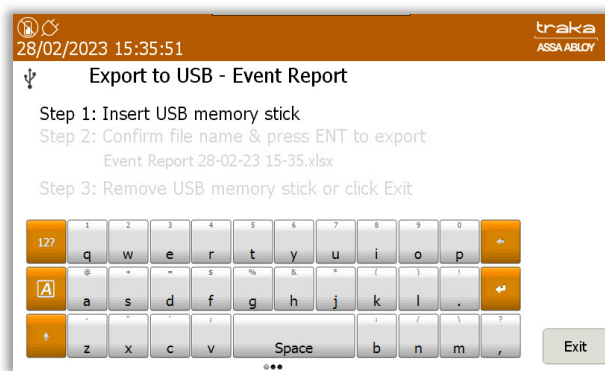 traka
28/02/2023 15:35:51
ASSA ABLOY
Export to USB - Event Report
Step 1: Insert USB memory stick
Step 2: Confirm file name & press ENT to export
Event Report 28-02-23 15-35.xlsx
Step 3: Remove USB memory stick or click Exit
1 2 3 4 5 6 7 8 9 0
12? q w e r t y u i o p
@ + = $ % & * ( ) !
A a s d f g h j k l .
- " ' ; : / \ ?
z x c v Space b n m ,
Exit